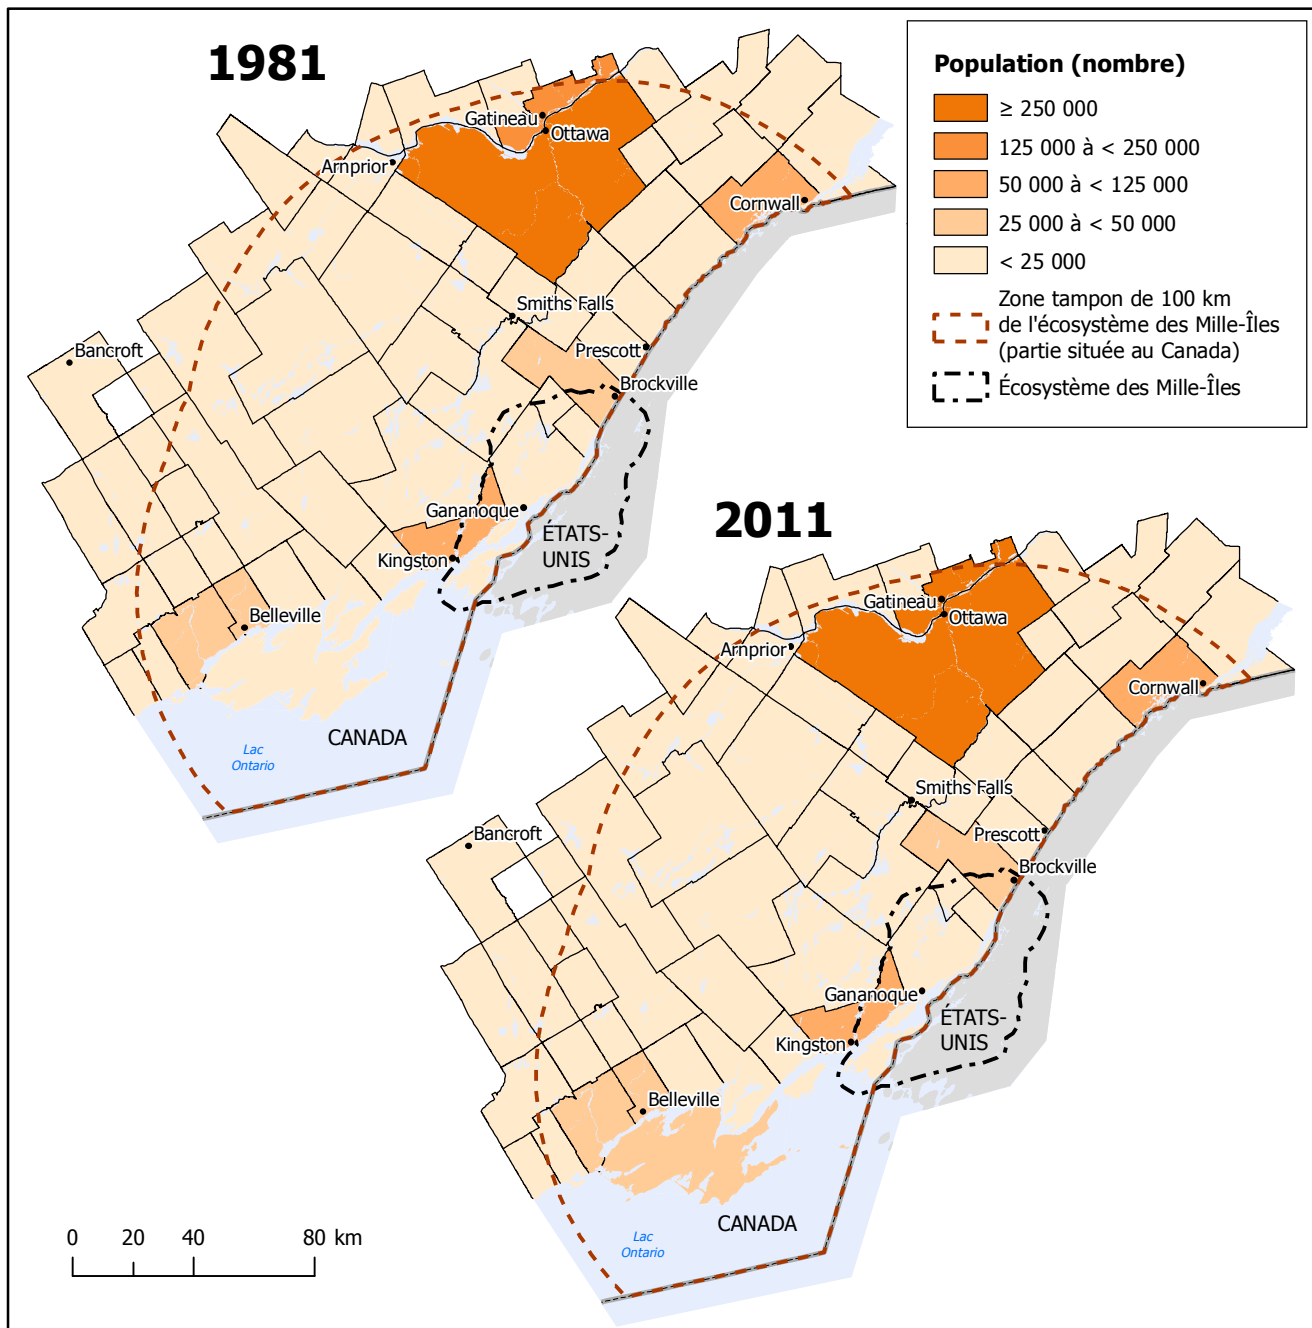 1981
Gatineau
Ottawa
Arnprior
Cornwall
Smiths Falls
Bancroft
Prescott
Brockville
Gananoque
ÉTATS-
UNIS
Kingston
Belleville
CANADA
Lac
Ontario
Population (nombre)
≥ 250 000
125 000 à < 250 000
50 000 à < 125 000
25 000 à < 50 000
< 25 000
Zone tampon de 100 km
de l'écosystème des Mille-Îles
(partie située au Canada)
Écosystème des Mille-Îles
2011
Gatineau
Ottawa
Arnprior
Cornwall
Smiths Falls
Bancroft
Prescott
Brockville
Gananoque
ÉTATS-
UNIS
Kingston
Belleville
CANADA
Lac
Ontario
0 20 40 80 km